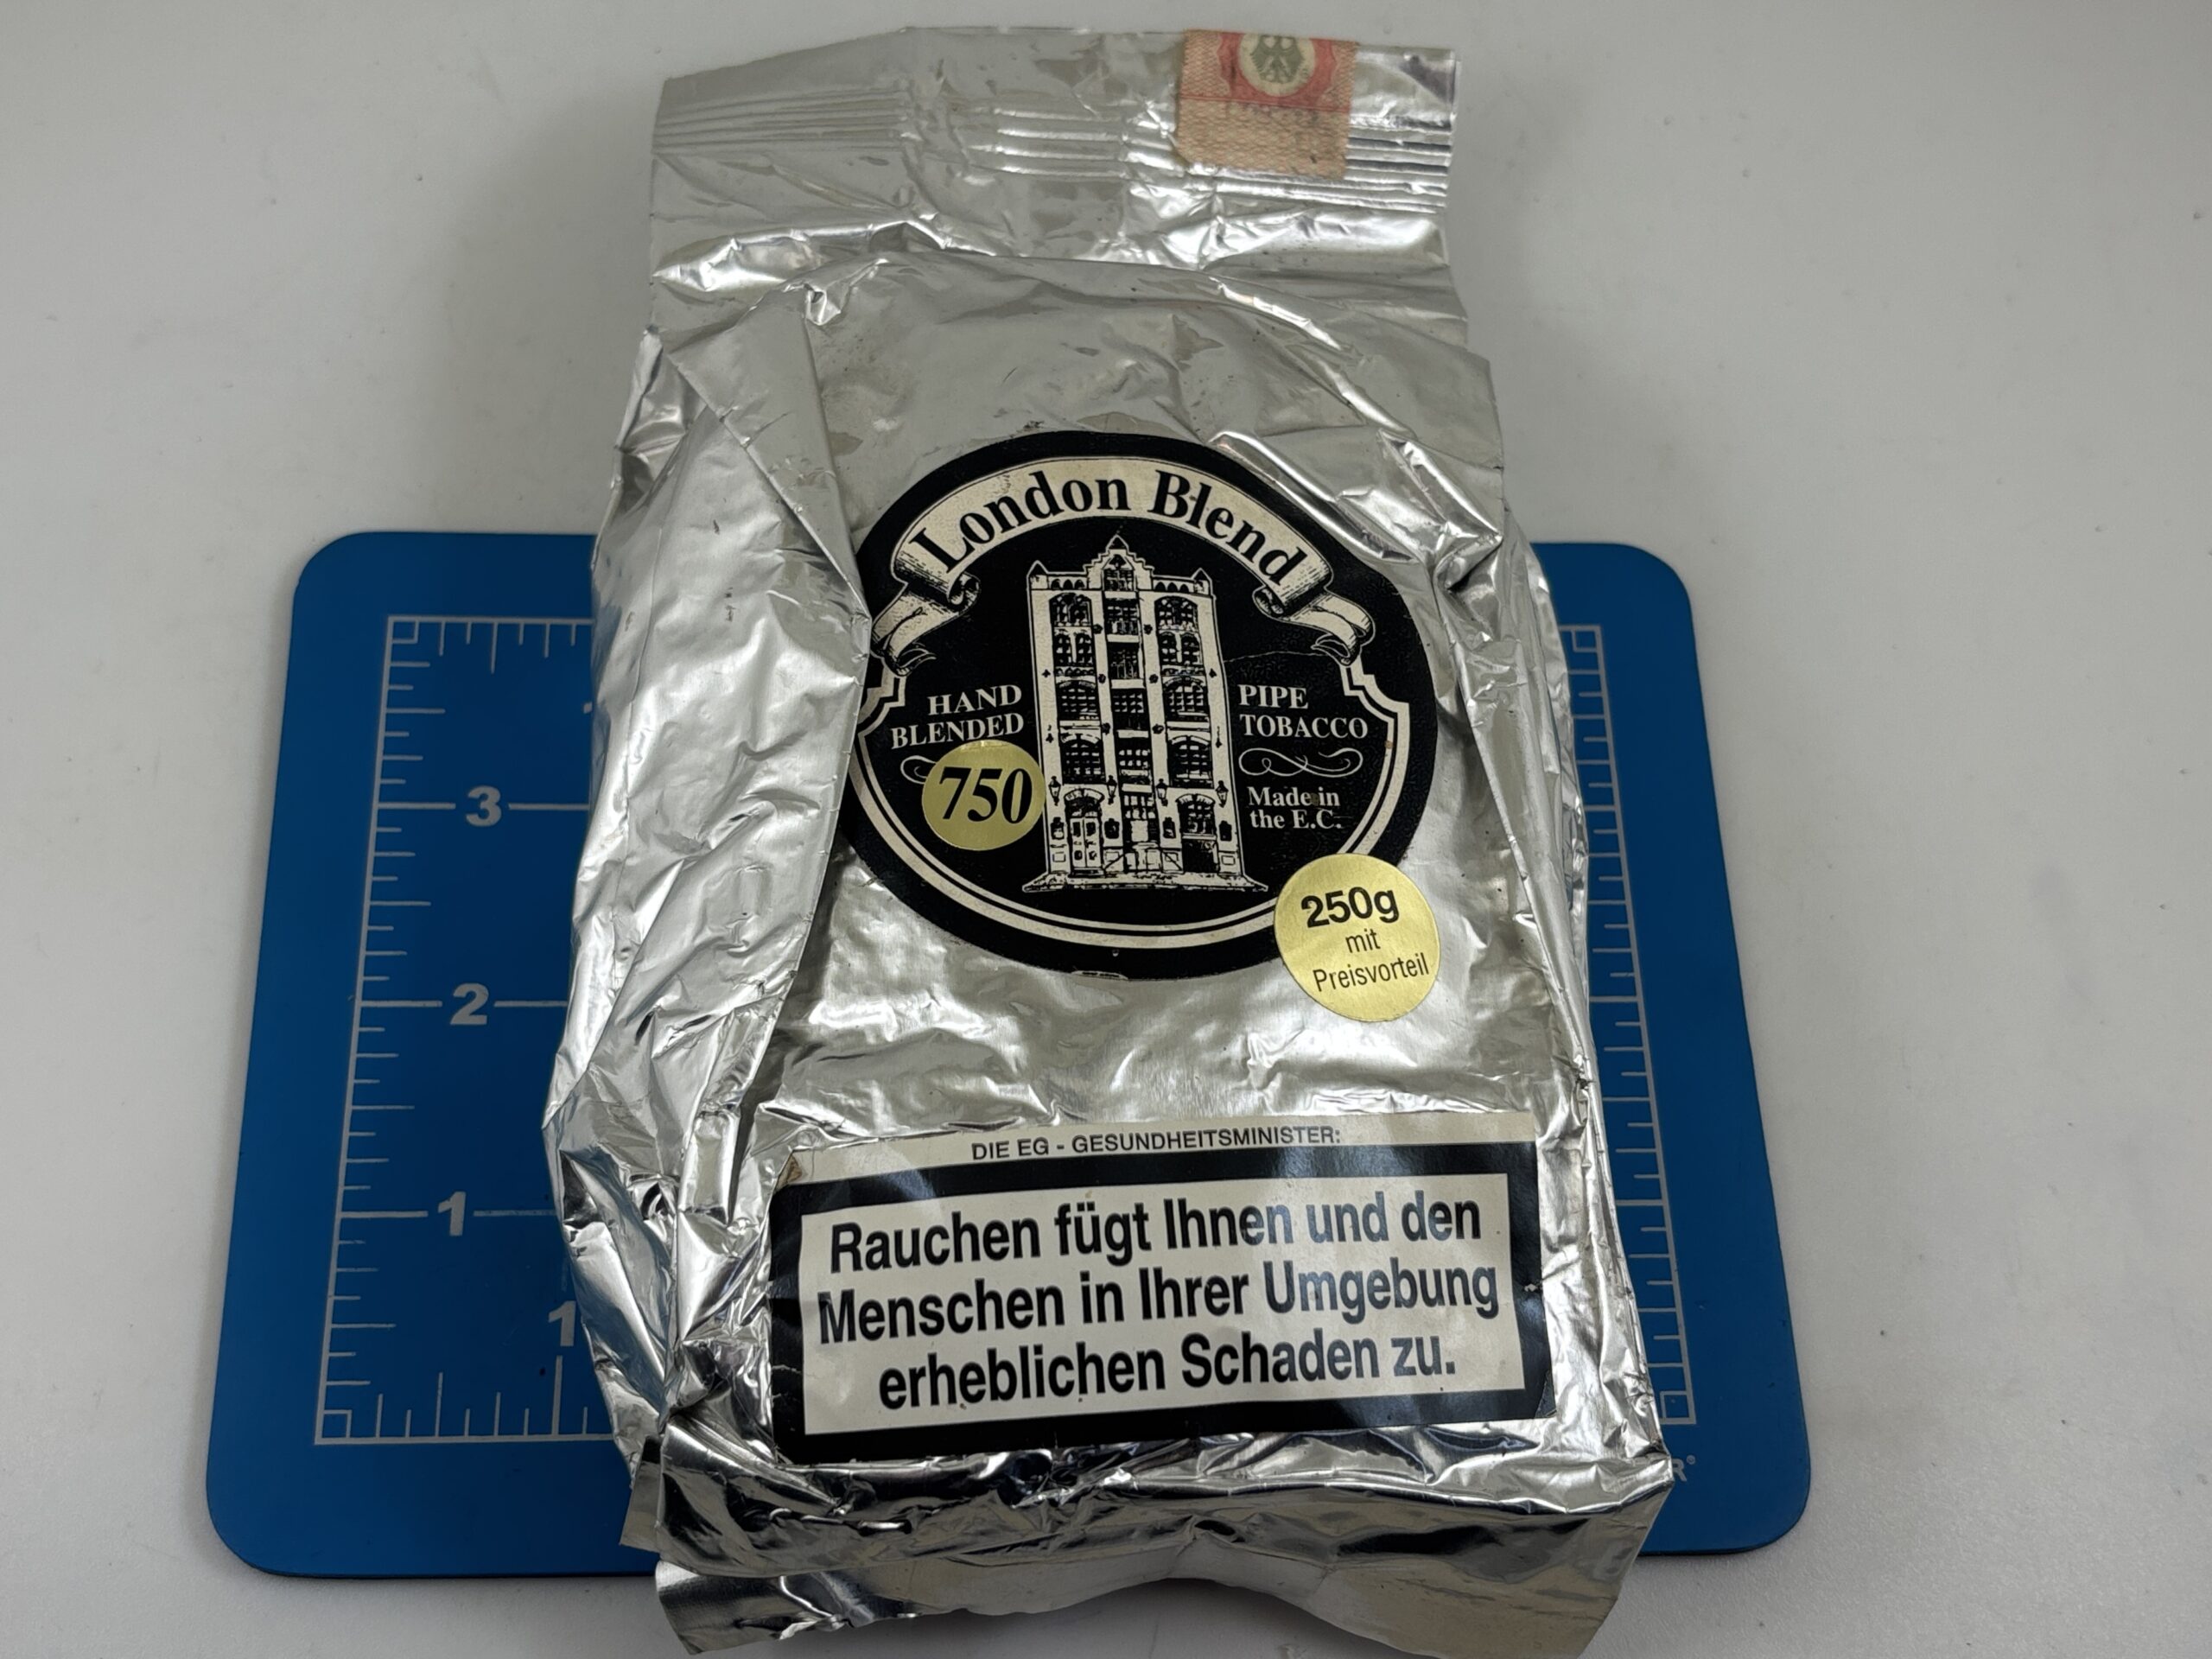 London Blend
HAND
BLENDED
750
PIPE
TOBACCO
Made in
the E.C.
250g
mit
Preisvorteil
DIE EG - GESUNDHEITSMINISTER:
Rauchen fügt Ihnen und den
Menschen in Ihrer Umgebung
erheblichen Schaden zu.
3
2
1
1